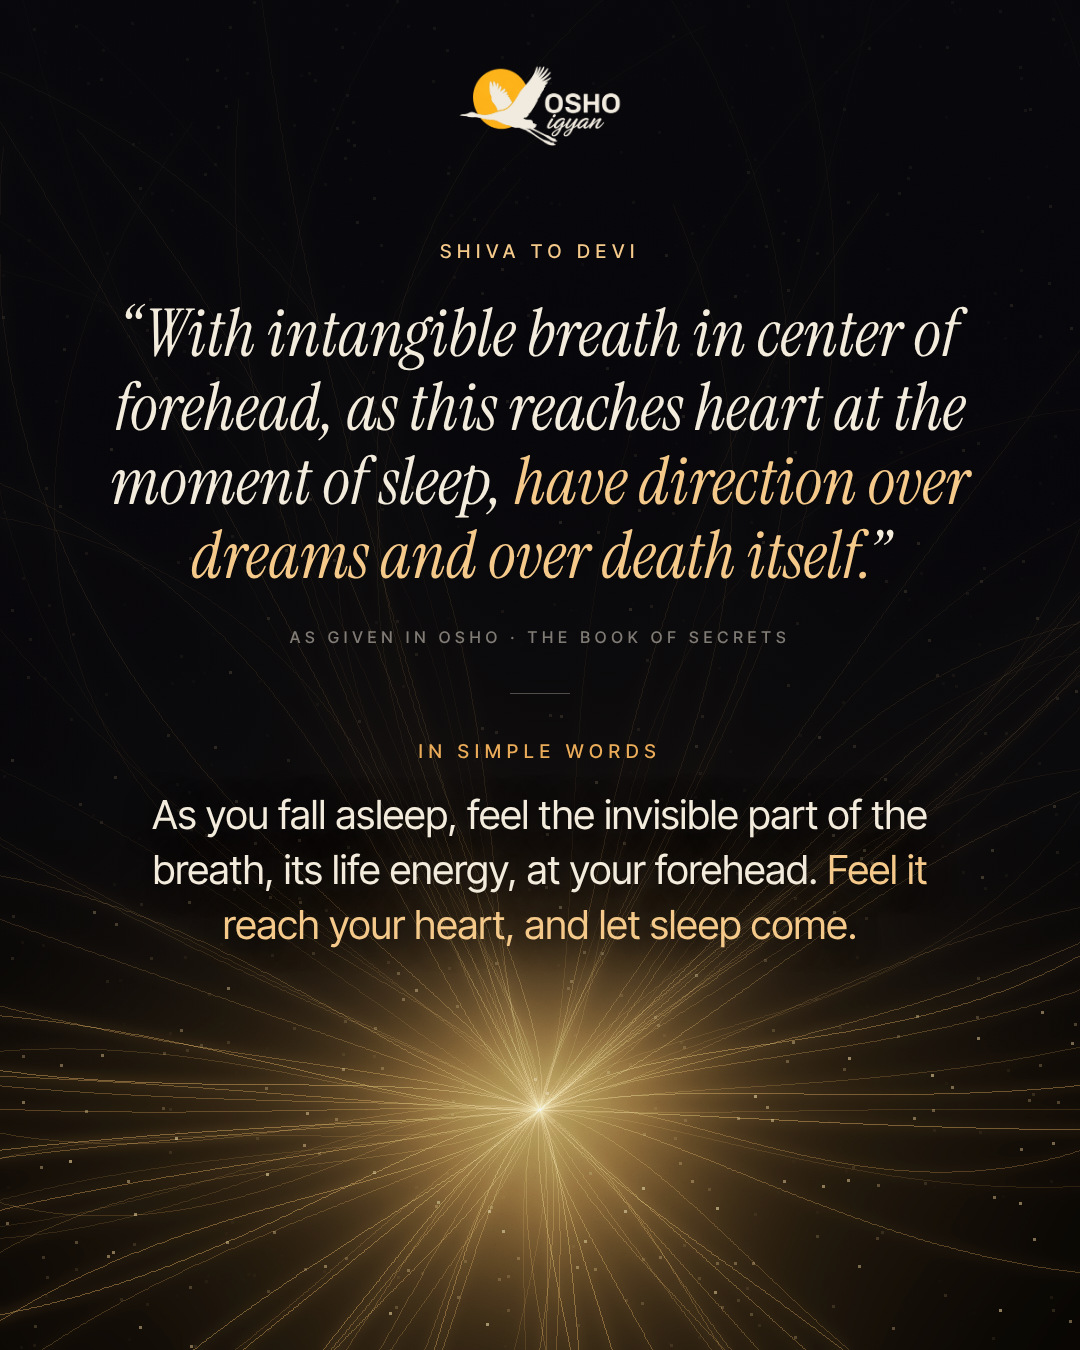 OSHO
igyan
SHIVA TO DEVI
“With intangible breath in center of
forehead, as this reaches heart at the
moment of sleep, have direction over
dreams and over death itself.”
AS GIVEN IN OSHO · THE BOOK OF SECRETS
IN SIMPLE WORDS
As you fall asleep, feel the invisible part of the
breath, its life energy, at your forehead. Feel it
reach your heart, and let sleep come.